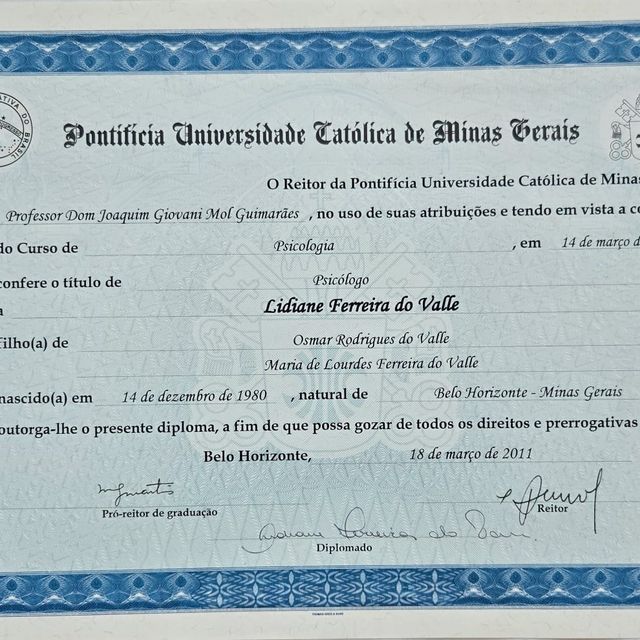 Pontifícia Universidade Católica de Minas Gerais
O Reitor da Pontifícia Universidade Católica de Minas
Professor Dom Joaquim Giovani Mol Guimarães , no uso de suas atribuições e tendo em vista a co
do Curso de Psicologia , em 14 de março d
confere o título de Psicólogo
a Lidiane Ferreira do Valle
filho(a) de Osmar Rodrigues do Valle
Maria de Lourdes Ferreira do Valle
nascido(a) em 14 de dezembro de 1980 , natural de Belo Horizonte - Minas Gerais
outorga-lhe o presente diploma, a fim de que possa gozar de todos os direitos e prerrogativas
Belo Horizonte, 18 de março de 2011
Pró-reitor de graduação
Reitor
Diplomado